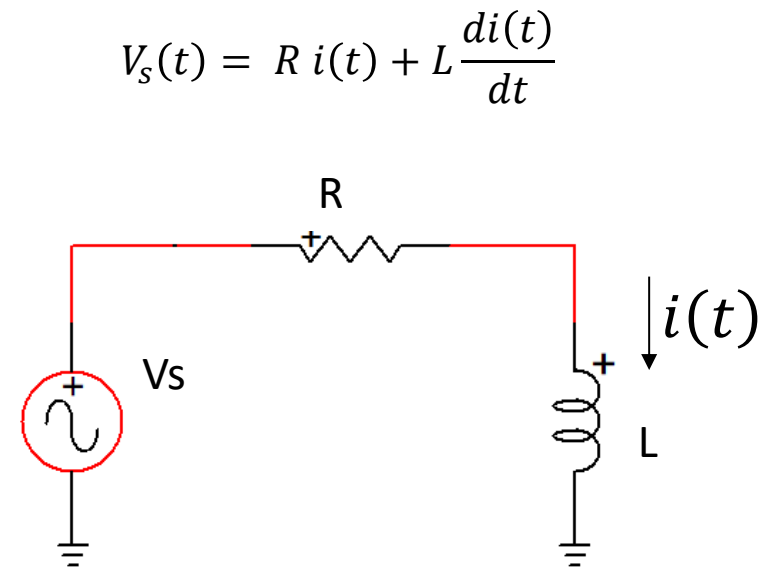 Vₛ(t) = R i(t) + L di(t)/dt
R
+
i(t)
+
Vs
+
L